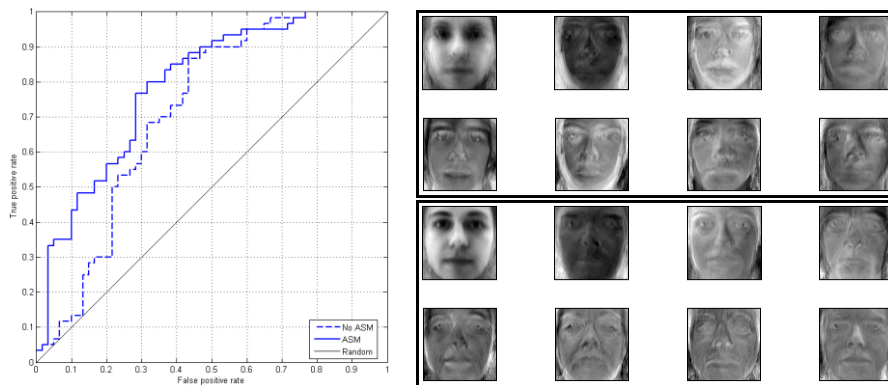 1
0.9
0.8
0.7
0.6
0.5
0.4
0.3
0.2
0.1
0
True positive rate
No ASM
ASM
Random
0 0.1 0.2 0.3 0.4 0.5 0.6 0.7 0.8 0.9 1
False positive rate